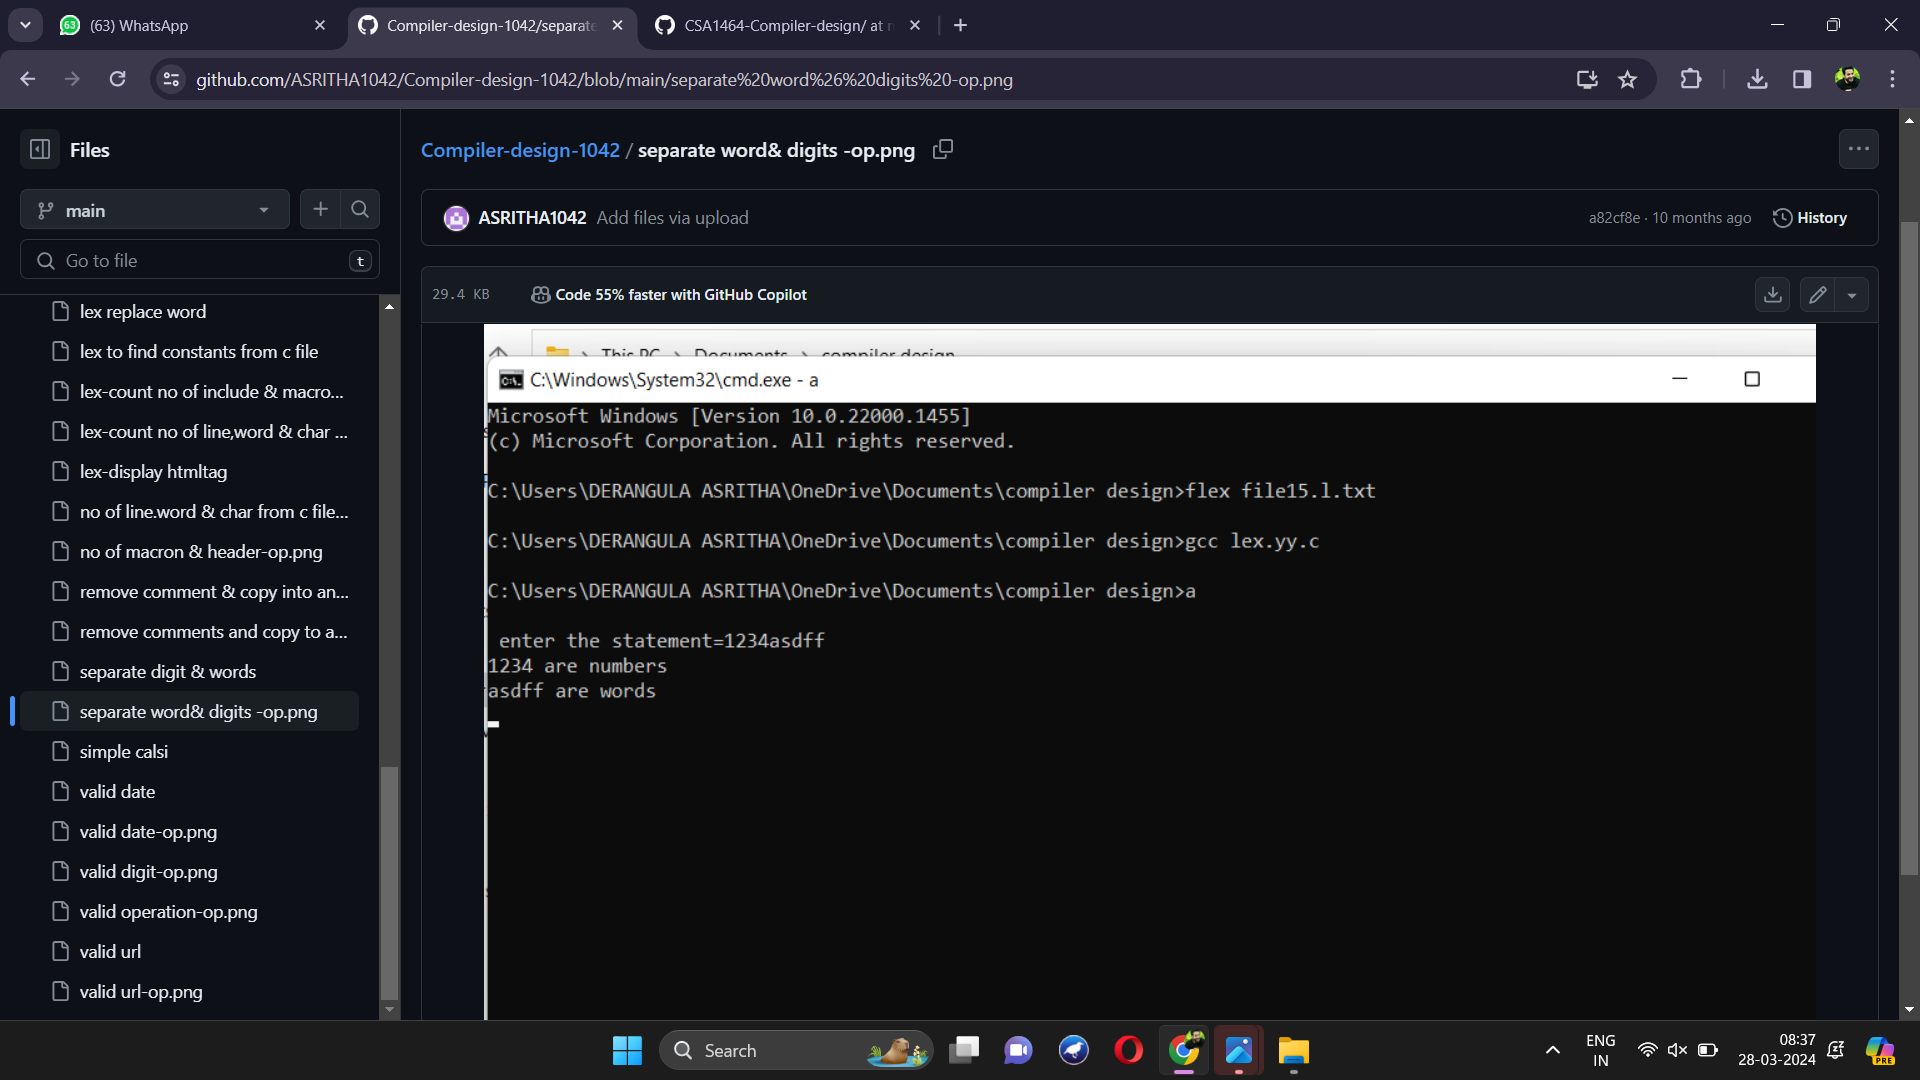 (63) WhatsApp
Compiler-design-1042/separate
CSA1464-Compiler-design/ at
github.com/ASRITHA1042/Compiler-design-1042/blob/main/separate%20word%26%20digits%20-op.png
Files
main
Go to file
t
lex replace word
lex to find constants from c file
lex-count no of include & macro...
lex-count no of line,word & char ...
lex-display htmltag
no of line.word & char from c file...
no of macron & header-op.png
remove comment & copy into an...
remove comments and copy to a...
separate digit & words
separate word& digits -op.png
simple calsi
valid date
valid date-op.png
valid digit-op.png
valid operation-op.png
valid url
valid url-op.png
Compiler-design-1042 / separate word& digits -op.png
ASRITHA1042 Add files via upload
a82cf8e · 10 months ago
History
29.4 KB
Code 55% faster with GitHub Copilot
This PC > Documents > compiler design
C:\Windows\System32\cmd.exe - a
Microsoft Windows [Version 10.0.22000.1455]
(c) Microsoft Corporation. All rights reserved.
C:\Users\DERANGULA ASRITHA\OneDrive\Documents\compiler design>flex file15.l.txt
C:\Users\DERANGULA ASRITHA\OneDrive\Documents\compiler design>gcc lex.yy.c
C:\Users\DERANGULA ASRITHA\OneDrive\Documents\compiler design>a
enter the statement=1234asdff
1234 are numbers
asdff are words
Search
ENG
IN
08:37
28-03-2024
PRE